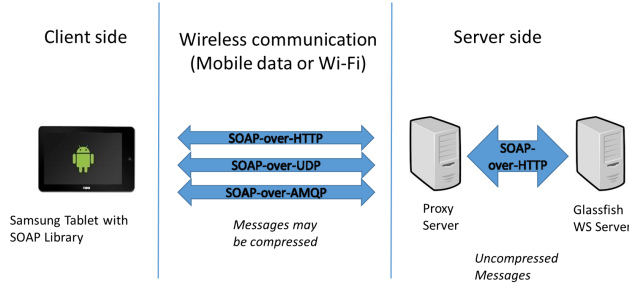 Client side
Wireless communication
(Mobile data or Wi-Fi)
Server side
SOAP-over-HTTP
SOAP-over-UDP
SOAP-over-AMQP
SOAP-
over-HTTP
Samsung Tablet with
SOAP Library
Messages may
be compressed
Proxy
Server
Glassfish
WS Server
Uncompressed
Messages